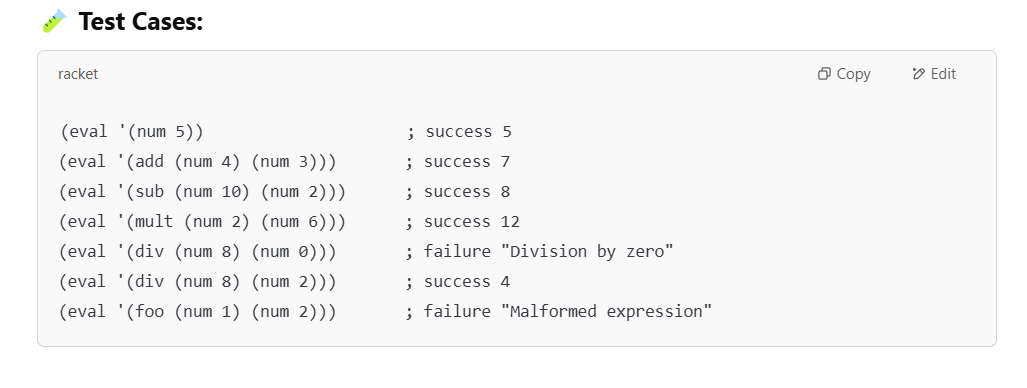 Test Cases:
racket
Copy
Edit
(eval '(num 5))                      ; success 5
(eval '(add (num 4) (num 3)))        ; success 7
(eval '(sub (num 10) (num 2)))       ; success 8
(eval '(mult (num 2) (num 6)))       ; success 12
(eval '(div (num 8) (num 0)))        ; failure "Division by zero"
(eval '(div (num 8) (num 2)))        ; success 4
(eval '(foo (num 1) (num 2)))        ; failure "Malformed expression"